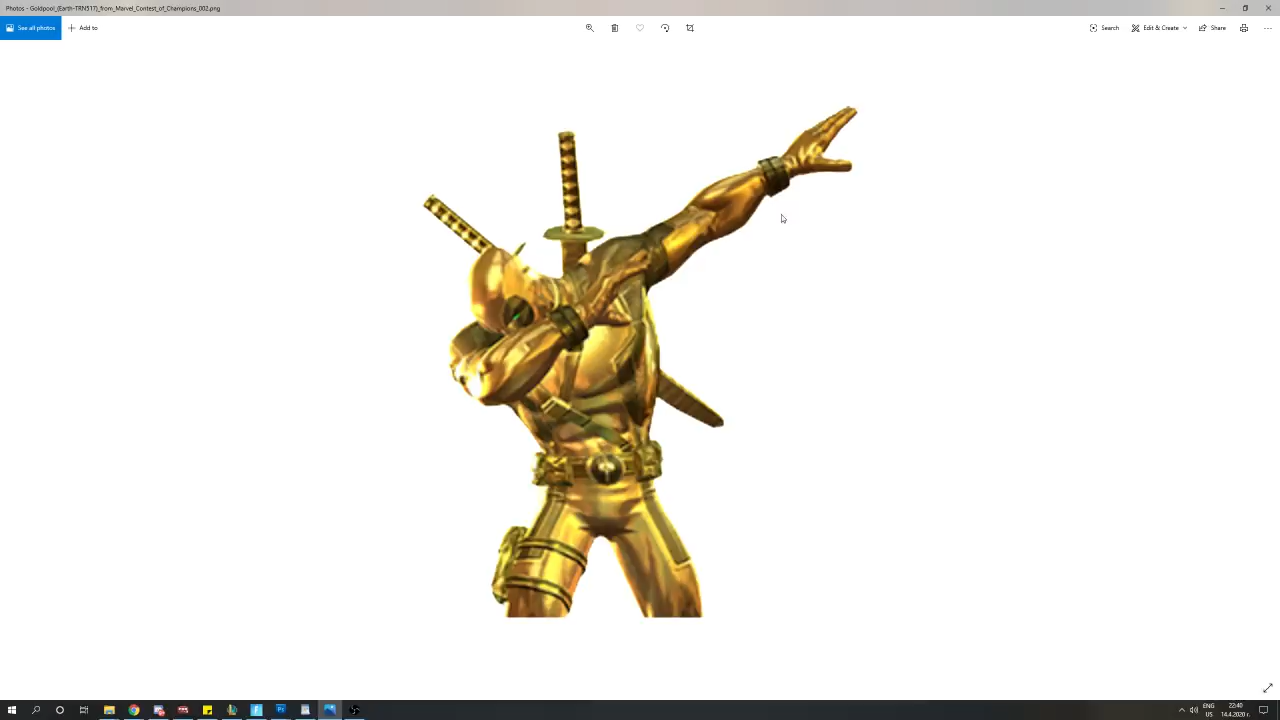 Photos - Goldpool_(Earth-TRN517)_from_Marvel_Contest_of_Champions_002.png
See all photos
Add to
Search
Edit & Create
Share
ENG
US
22:40
14.4.2020 г.